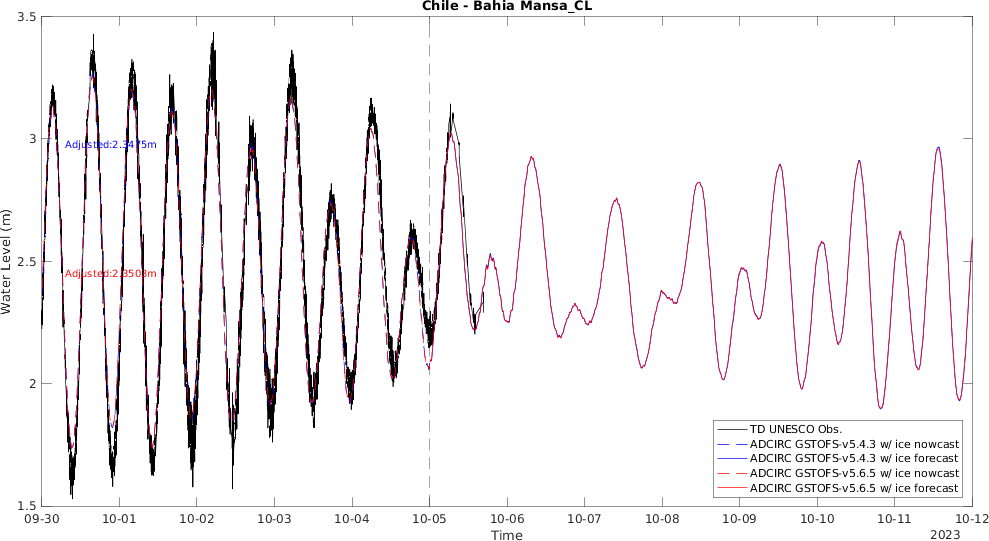 Chile - Bahia Mansa_CL
3.5
3
2.5
2
1.5
Water Level (m)
Adjusted:2.3475m
Adjusted:2.3503m
TD UNESCO Obs.
ADCIRC GSTOFS-v5.4.3 w/ ice nowcast
ADCIRC GSTOFS-v5.4.3 w/ ice forecast
ADCIRC GSTOFS-v5.6.5 w/ ice nowcast
ADCIRC GSTOFS-v5.6.5 w/ ice forecast
09-30 10-01 10-02 10-03 10-04 10-05 10-06 10-07 10-08 10-09 10-10 10-11 10-12
Time
2023